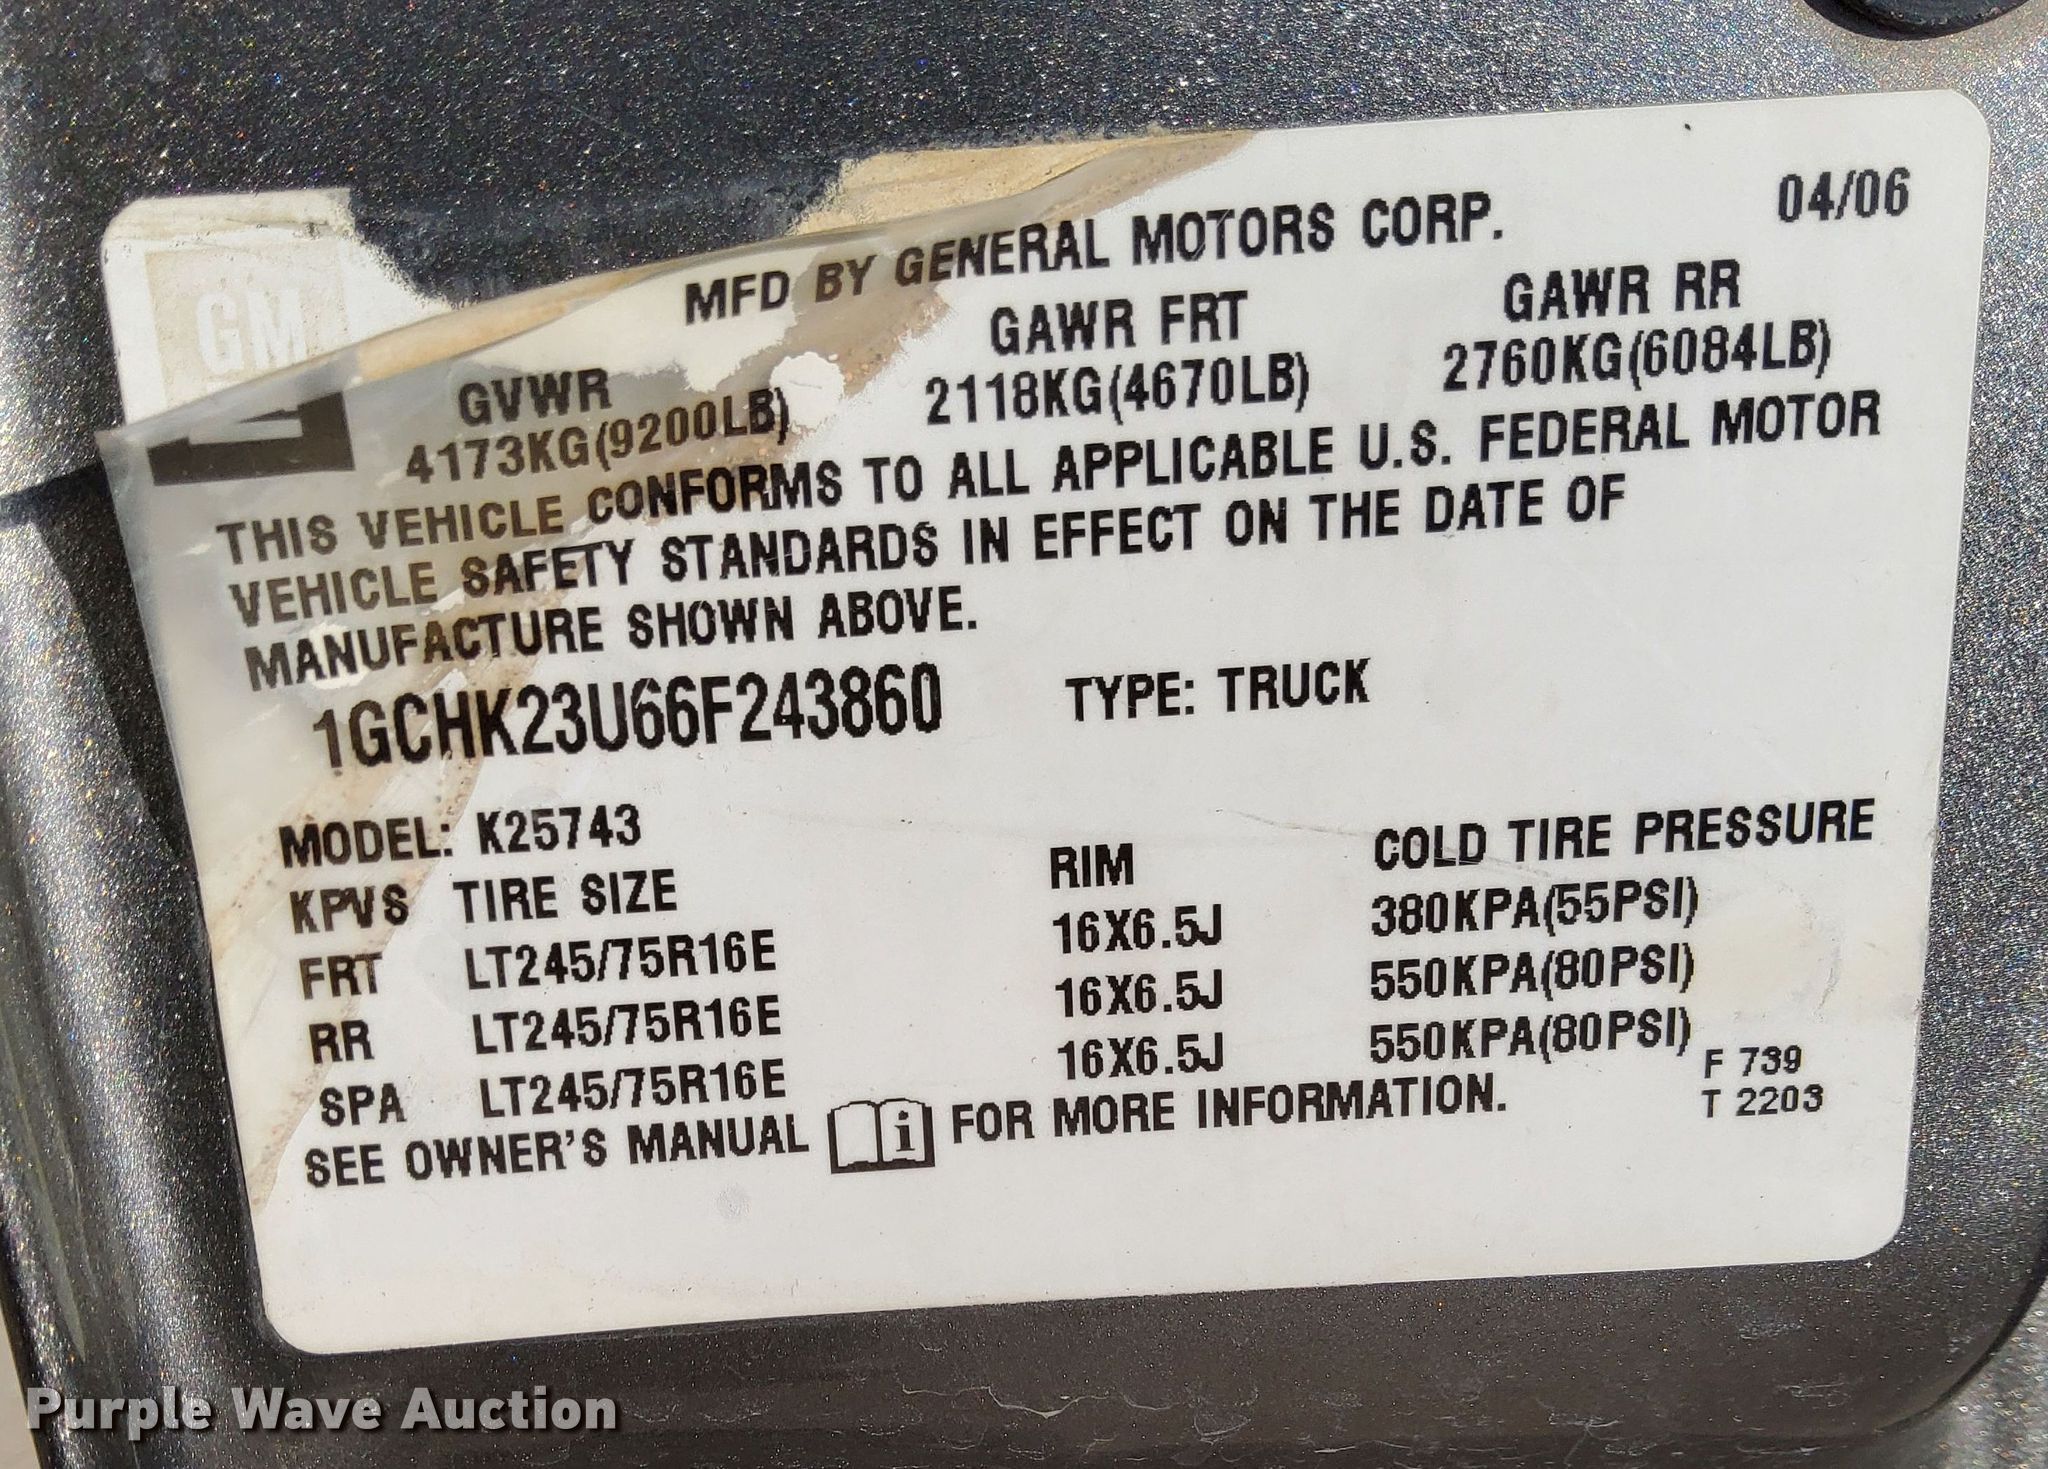 GM
MFD BY GENERAL MOTORS CORP. 04/06
GVWR GAWR FRT GAWR RR
4173KG(9200LB) 2118KG(4670LB) 2760KG(6084LB)
THIS VEHICLE CONFORMS TO ALL APPLICABLE U.S. FEDERAL MOTOR
VEHICLE SAFETY STANDARDS IN EFFECT ON THE DATE OF
MANUFACTURE SHOWN ABOVE.
1GCHK23U66F243860 TYPE: TRUCK
MODEL: K25743
KPVS TIRE SIZE RIM COLD TIRE PRESSURE
FRT LT245/75R16E 16X6.5J 380KPA(55PSI)
RR LT245/75R16E 16X6.5J 550KPA(80PSI)
SPA LT245/75R16E 16X6.5J 550KPA(80PSI)
SEE OWNER'S MANUAL i FOR MORE INFORMATION.
F 739
T 2203
Purple Wave Auction